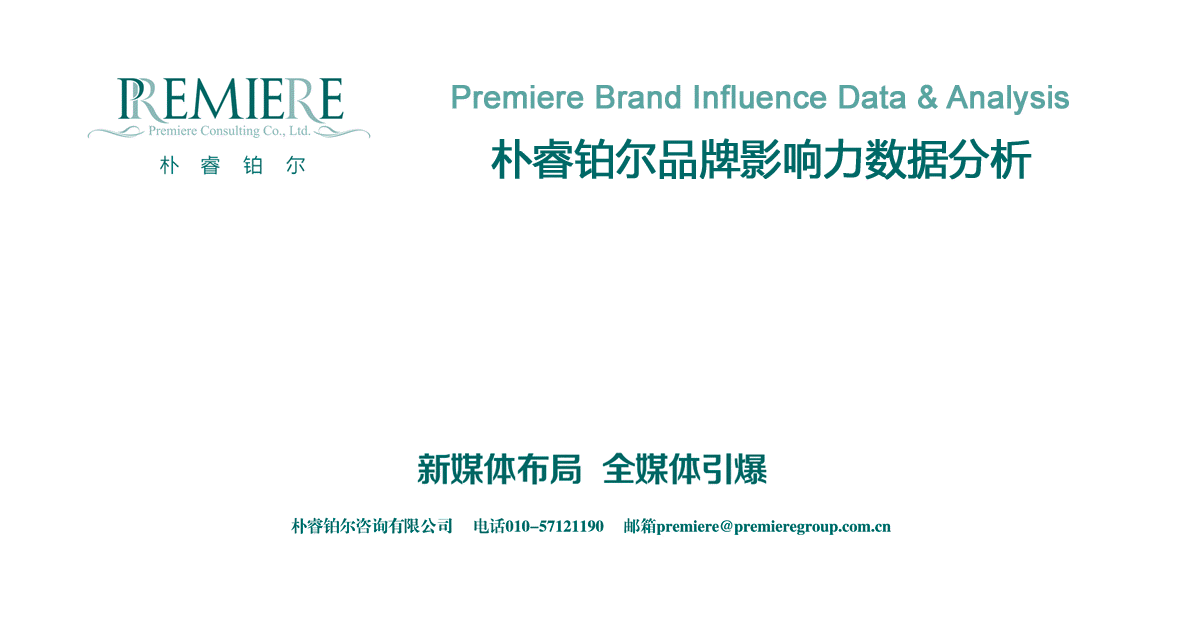 PREMIERE
Premiere Consulting Co., Ltd.
朴睿铂尔
Premiere Brand Influence Data & Analysis
朴睿铂尔品牌影响力数据分析
新媒体布局 全媒体引爆
朴睿铂尔咨询有限公司 电话010-57121190 邮箱premiere@premieregroup.com.cn